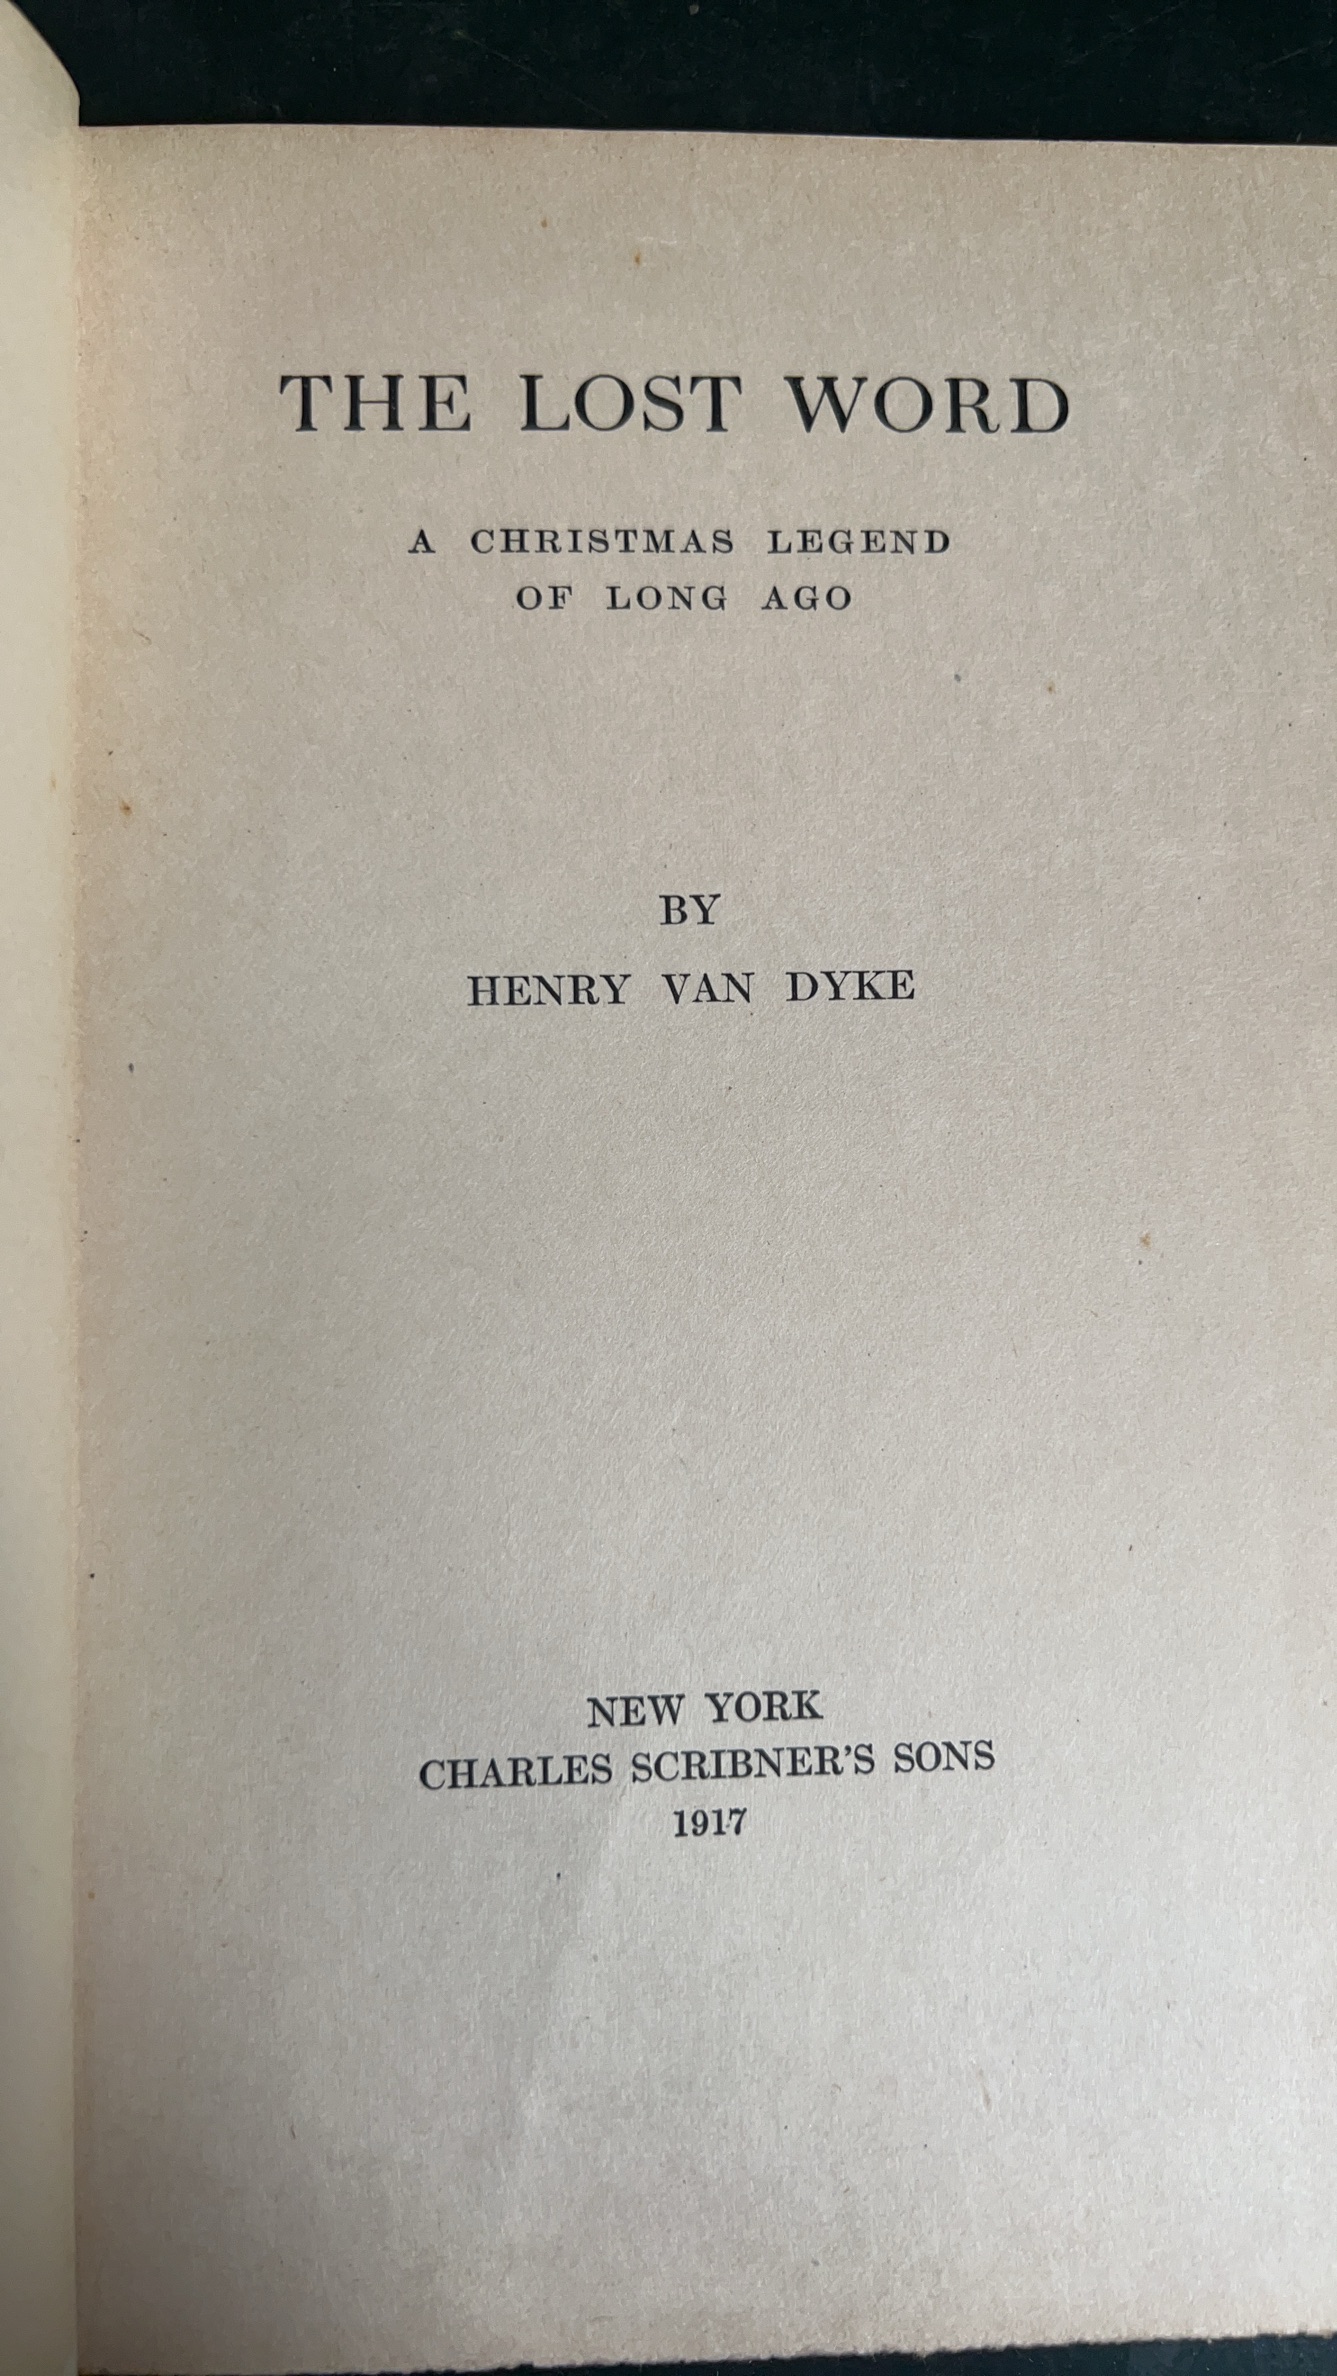 THE LOST WORD
A CHRISTMAS LEGEND
OF LONG AGO
BY
HENRY VAN DYKE
NEW YORK
CHARLES SCRIBNER'S SONS
1917